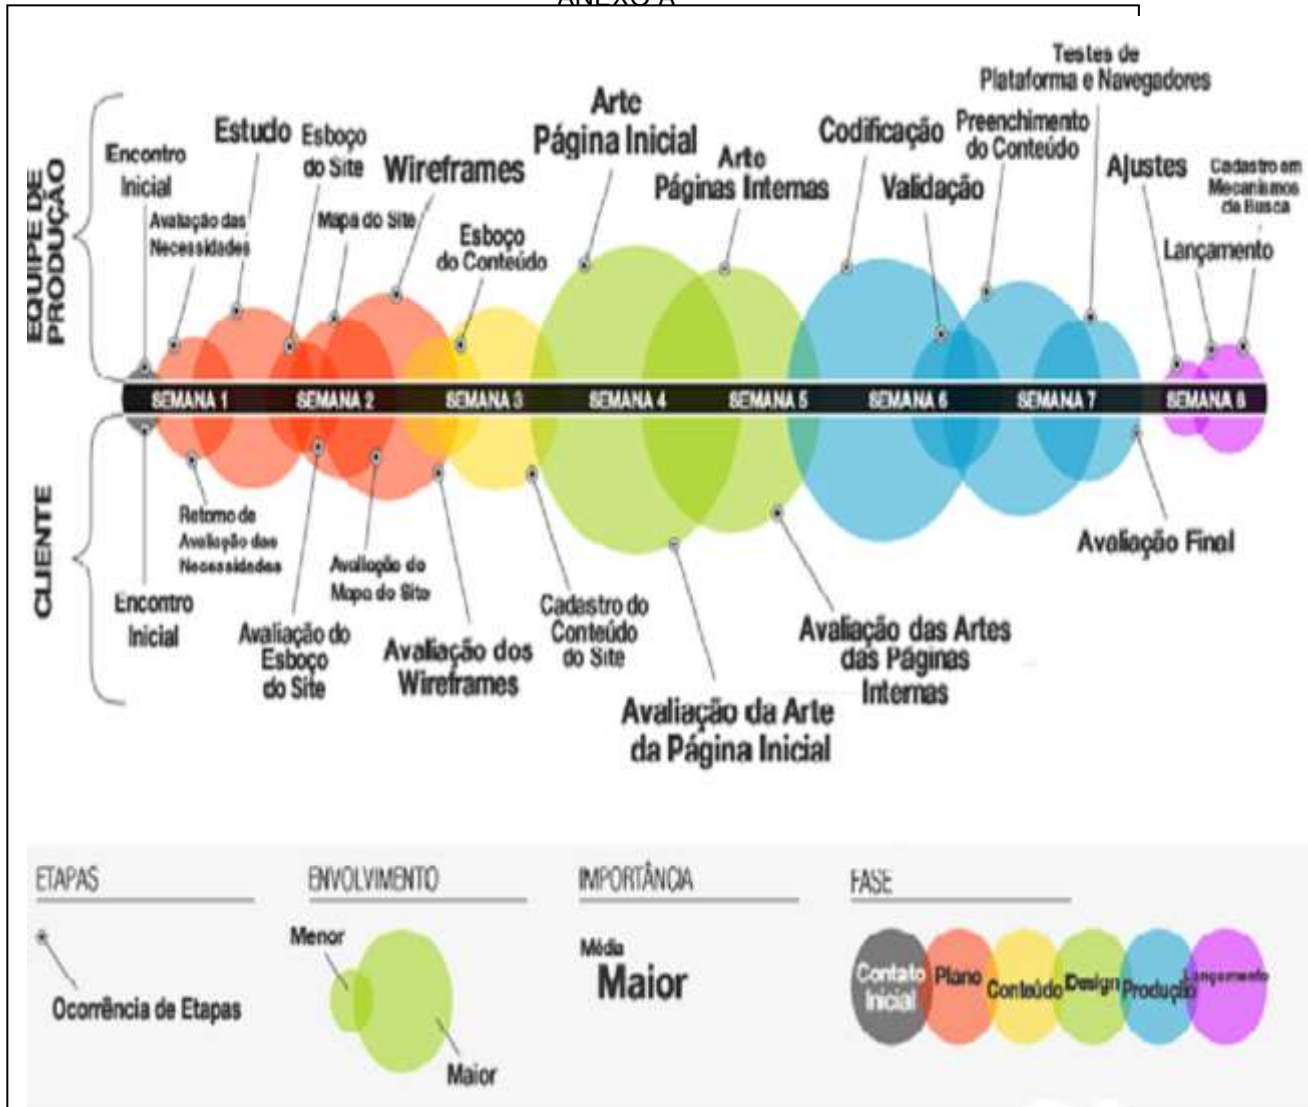 ANEXO A
EQUIPE DE
PRODUÇÃO
Encontro
Inicial
Avaliação das
Necessidades
Estudo
Esboço
do Site
Mapa do Site
Wireframes
Esboço
do Conteúdo
Arte
Página Inicial
Arte
Páginas Internas
Codificação
Validação
Preenchimento
do Conteúdo
Testes de
Plataforma e Navegadores
Ajustes
Lançamento
Cadastro em
Mecanismos
da Busca
SEMANA 1
SEMANA 2
SEMANA 3
SEMANA 4
SEMANA 5
SEMANA 6
SEMANA 7
SEMANA 8
CLIENTE
Encontro
Inicial
Retorno de
Avaliação das
Necessidades
Avaliação do
Esboço
do Site
Avaliação do
Mapa do Site
Avaliação dos
Wireframes
Cadastro do
Conteúdo
do Site
Avaliação da Arte
da Página Inicial
Avaliação das Artes
das Páginas
Internas
Avaliação Final
ETAPAS
Ocorrência de Etapas
ENVOLVIMENTO
Menor
Maior
IMPORTÂNCIA
Média
Maior
FASE
Contato
Inicial
Plano
Conteúdo
Design
Produção
Lançamento